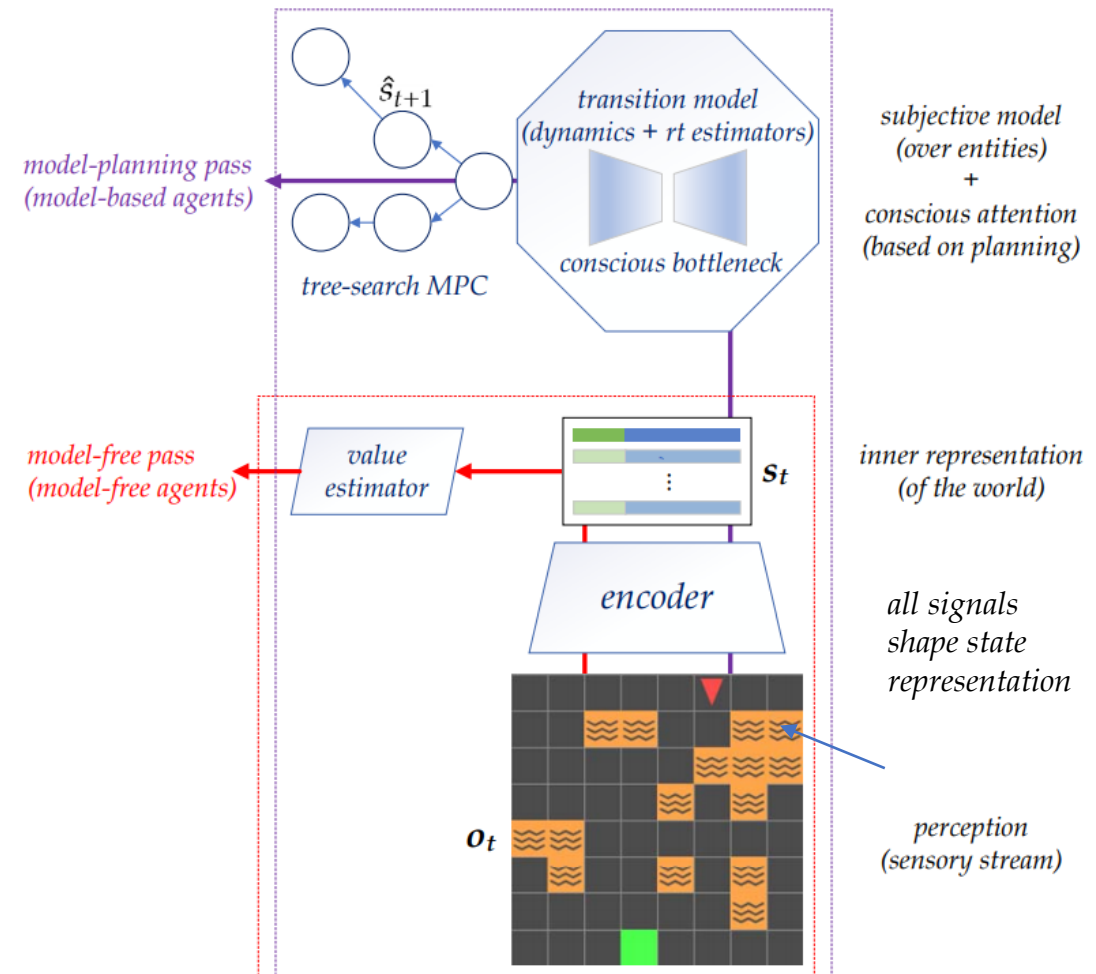 ŝt+1
transition model
(dynamics + rt estimators)
conscious bottleneck
tree-search MPC
model-planning pass
(model-based agents)
subjective model
(over entities)
+
conscious attention
(based on planning)
model-free pass
(model-free agents)
value
estimator
⋮
st
inner representation
(of the world)
encoder
all signals
shape state
representation
ot
perception
(sensory stream)